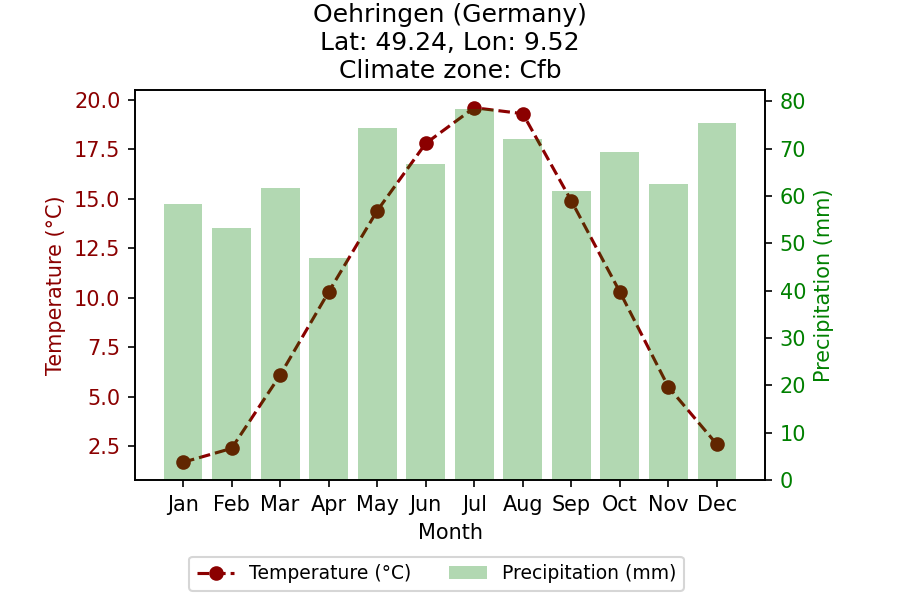 Oehringen (Germany)
Lat: 49.24, Lon: 9.52
Climate zone: Cfb
Temperature (°C)
20.0
17.5
15.0
12.5
10.0
7.5
5.0
2.5
80
70
60
50
40
30
20
10
0
Precipitation (mm)
Jan Feb Mar Apr May Jun Jul Aug Sep Oct Nov Dec
Month
Temperature (°C) Precipitation (mm)